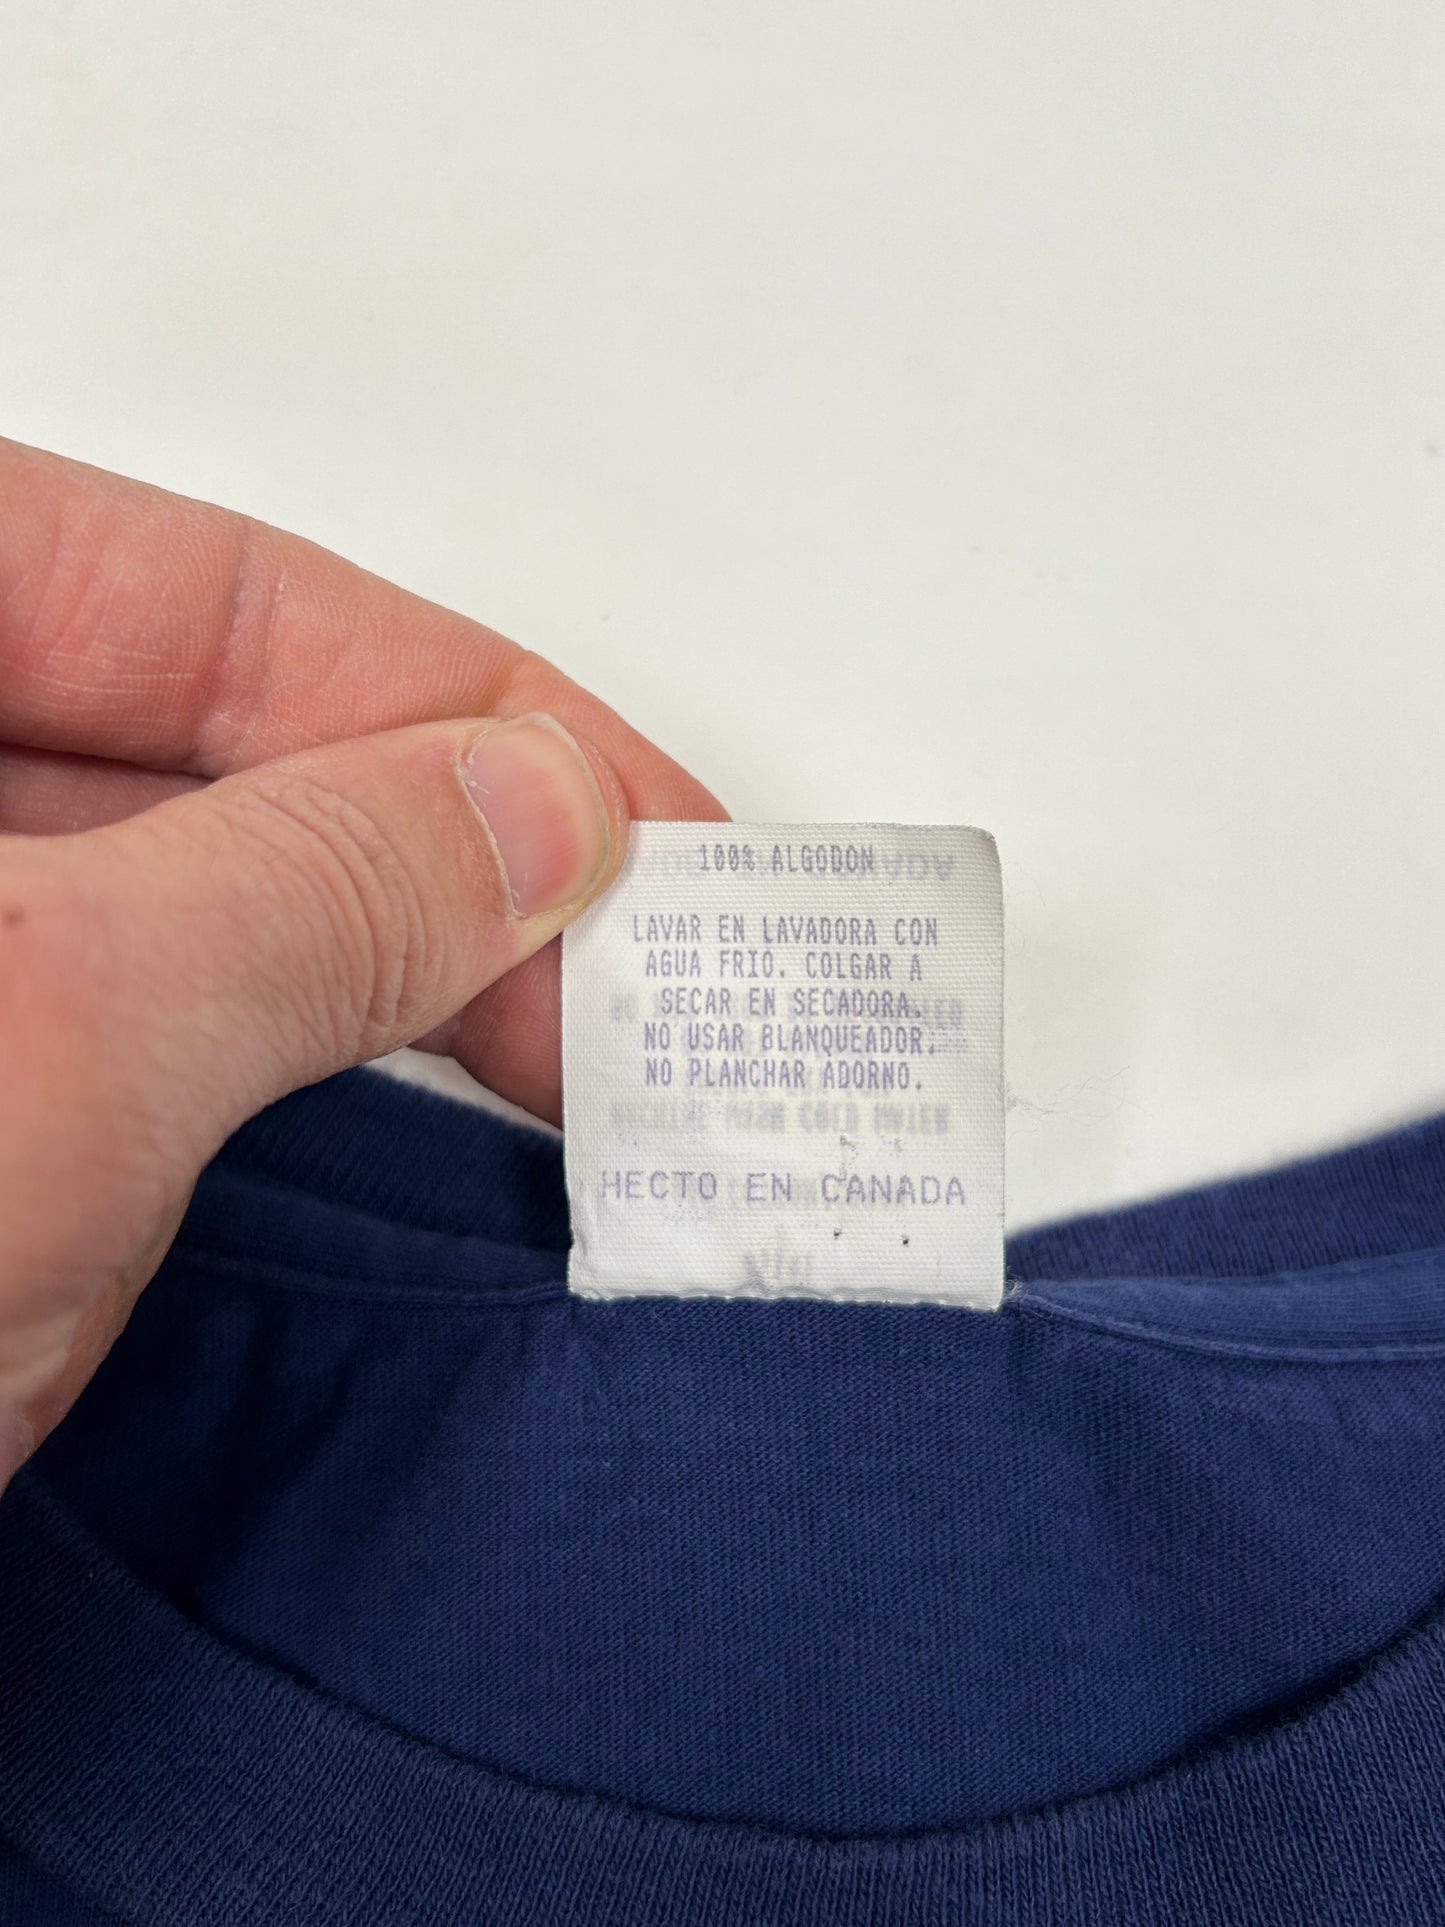 100% ALGODON
LAVAR EN LAVADORA CON
AGUA FRIO. COLGAR A
SECAR EN SECADORA.
NO USAR BLANQUEADOR.
NO PLANCHAR ADORNO.
HECTO EN CANADA